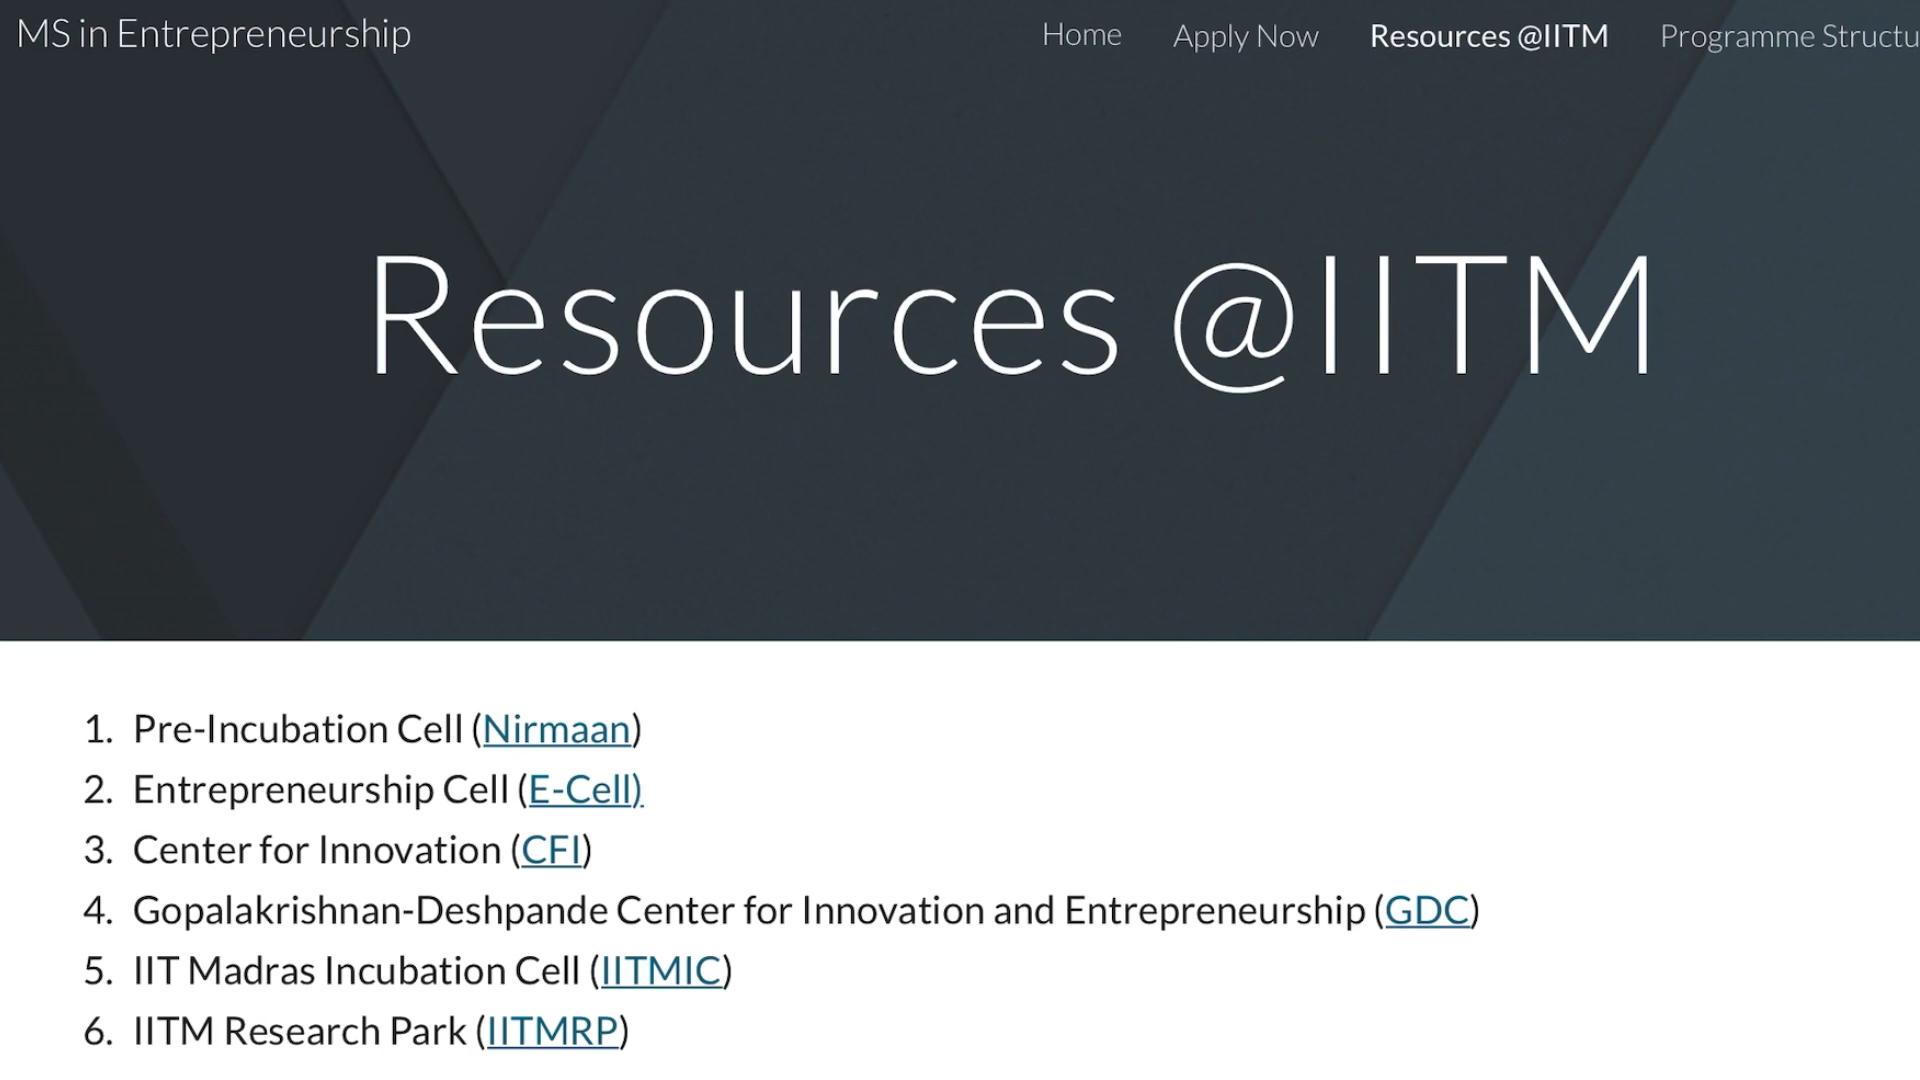 MS in Entrepreneurship
Home Apply Now Resources @IITM Programme Structu
Resources @IITM
1. Pre-Incubation Cell (Nirmaan)
2. Entrepreneurship Cell (E-Cell).
3. Center for Innovation (CFI)
4. Gopalakrishnan-Deshpande Center for Innovation and Entrepreneurship (GDC)
5. IIT Madras Incubation Cell (IITMIC)
6. IITM Research Park (IITMRP)